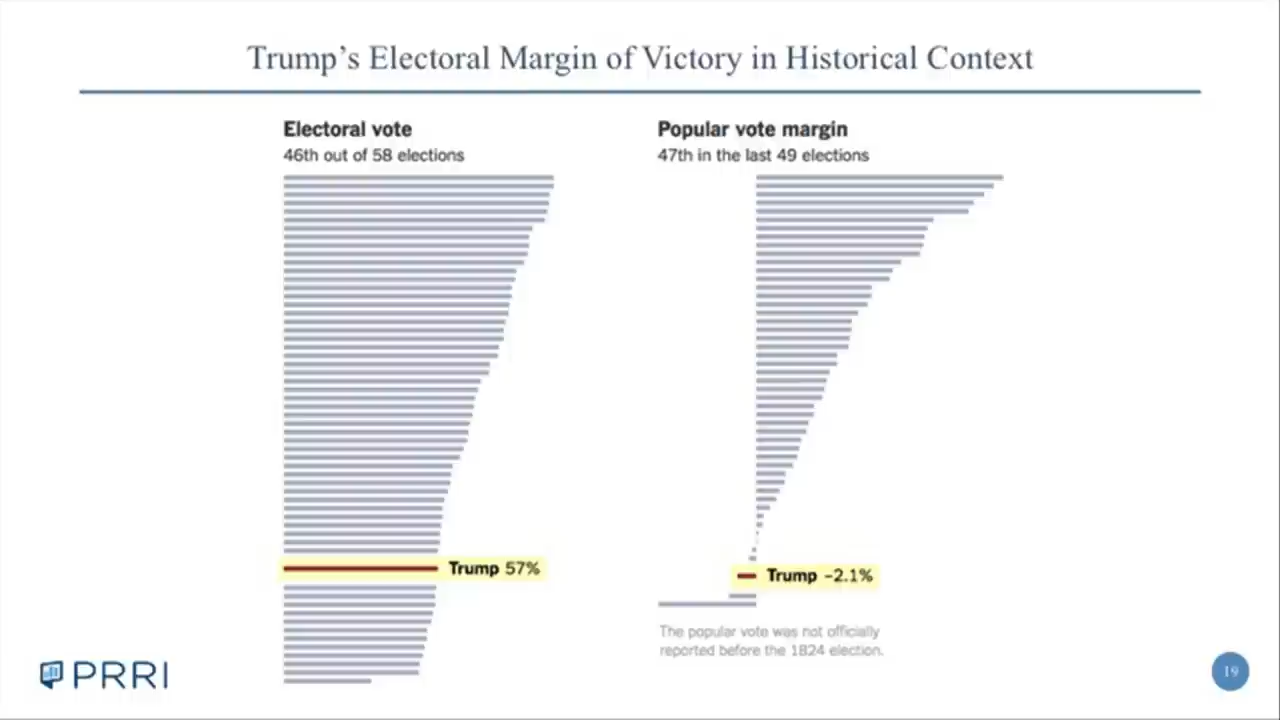 Trump's Electoral Margin of Victory in Historical Context
Electoral vote
46th out of 58 elections
Popular vote margin
47th in the last 49 elections
Trump 57%
Trump –2.1%
The popular vote was not officially
reported before the 1824 election.
PRRI
19